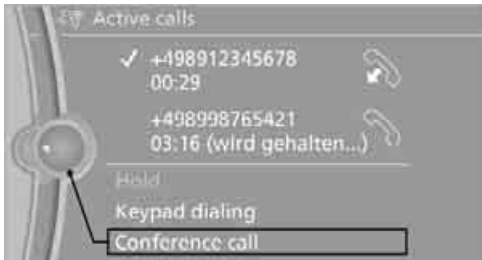 Active calls
+498912345678
00:29
+498998765421
03:16 (wird gehalten...)
Hold
Keypad dialing
Conference call